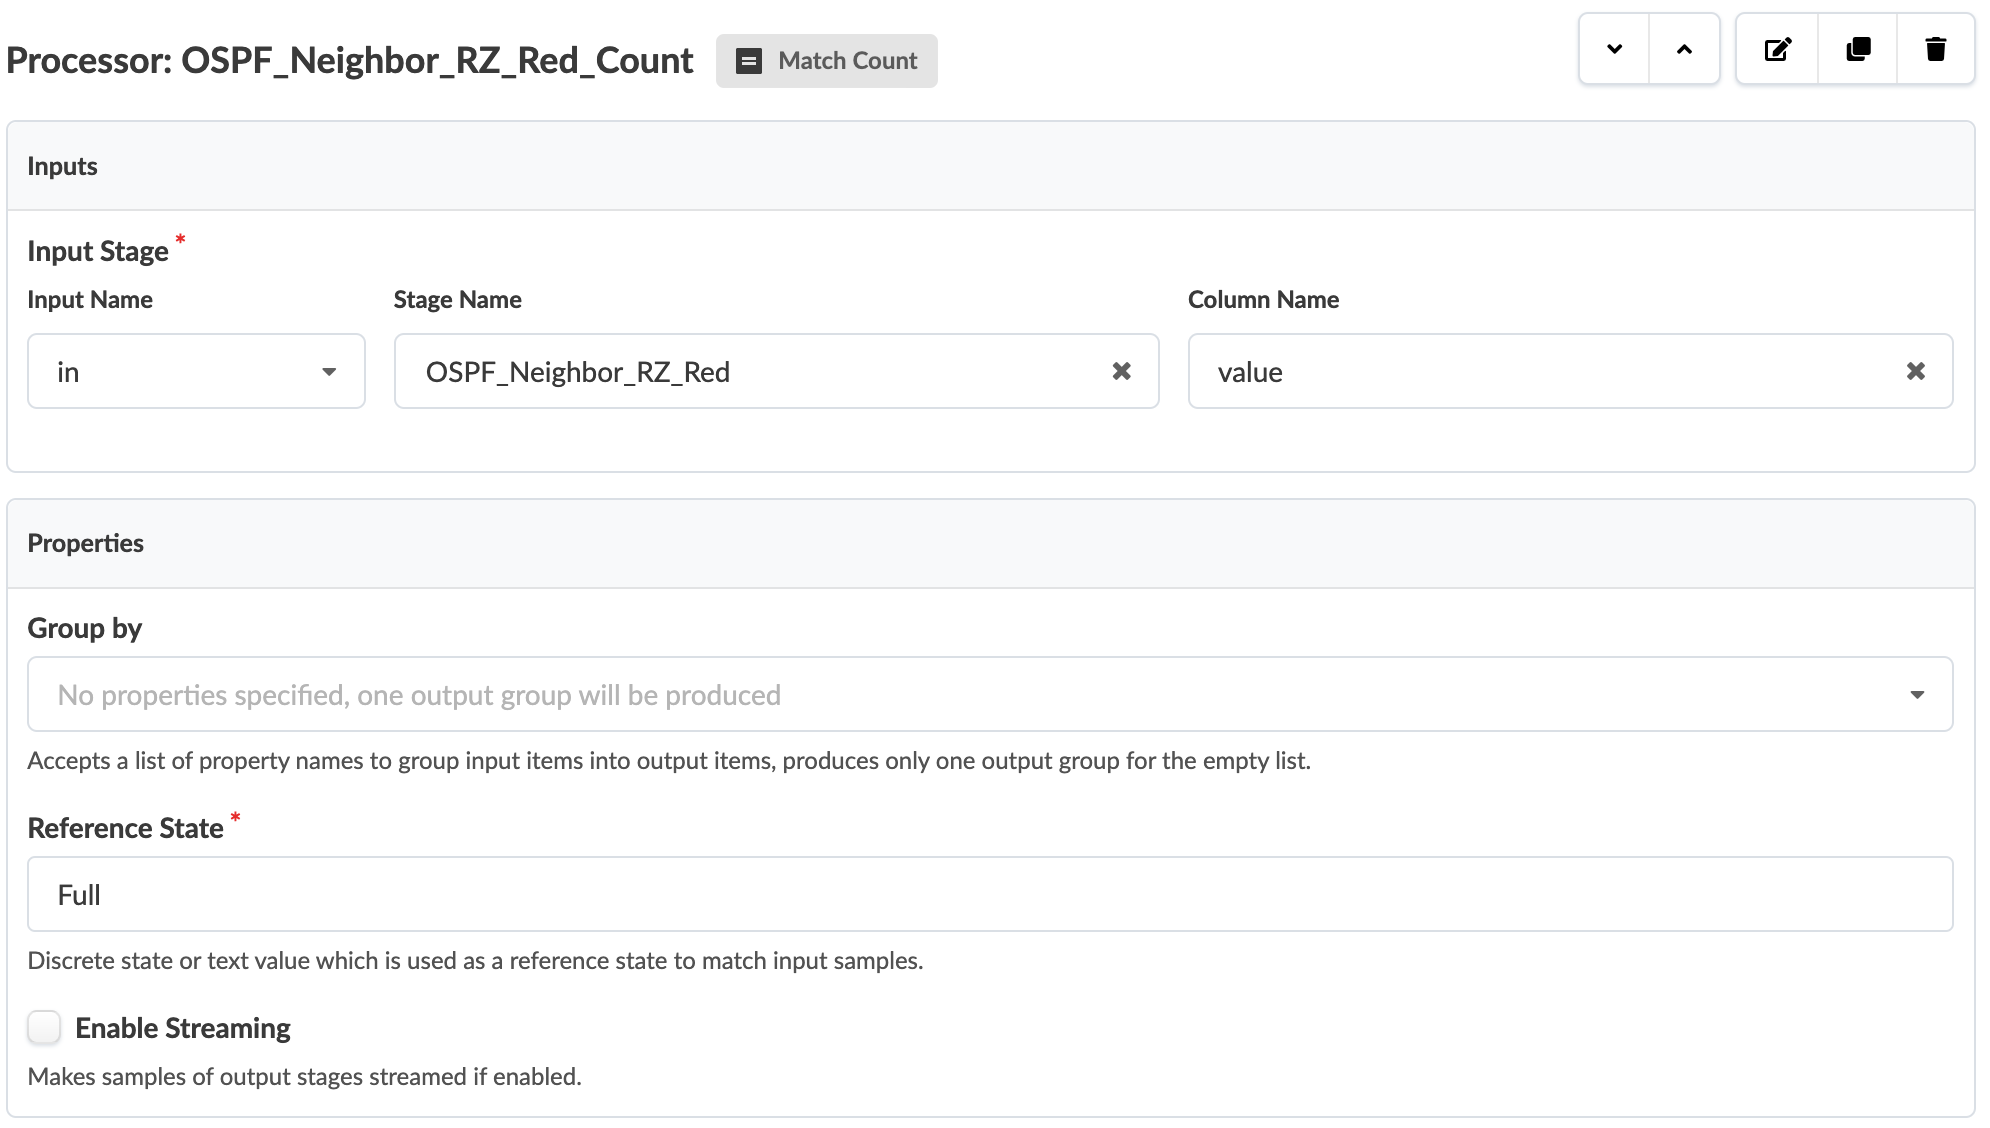 Processor: OSPF_Neighbor_RZ_Red_Count Match Count
Inputs
Input Stage *
Input Name Stage Name Column Name
in OSPF_Neighbor_RZ_Red value
Properties
Group by
No properties specified, one output group will be produced
Accepts a list of property names to group input items into output items, produces only one output group for the empty list.
Reference State *
Full
Discrete state or text value which is used as a reference state to match input samples.
Enable Streaming
Makes samples of output stages streamed if enabled.